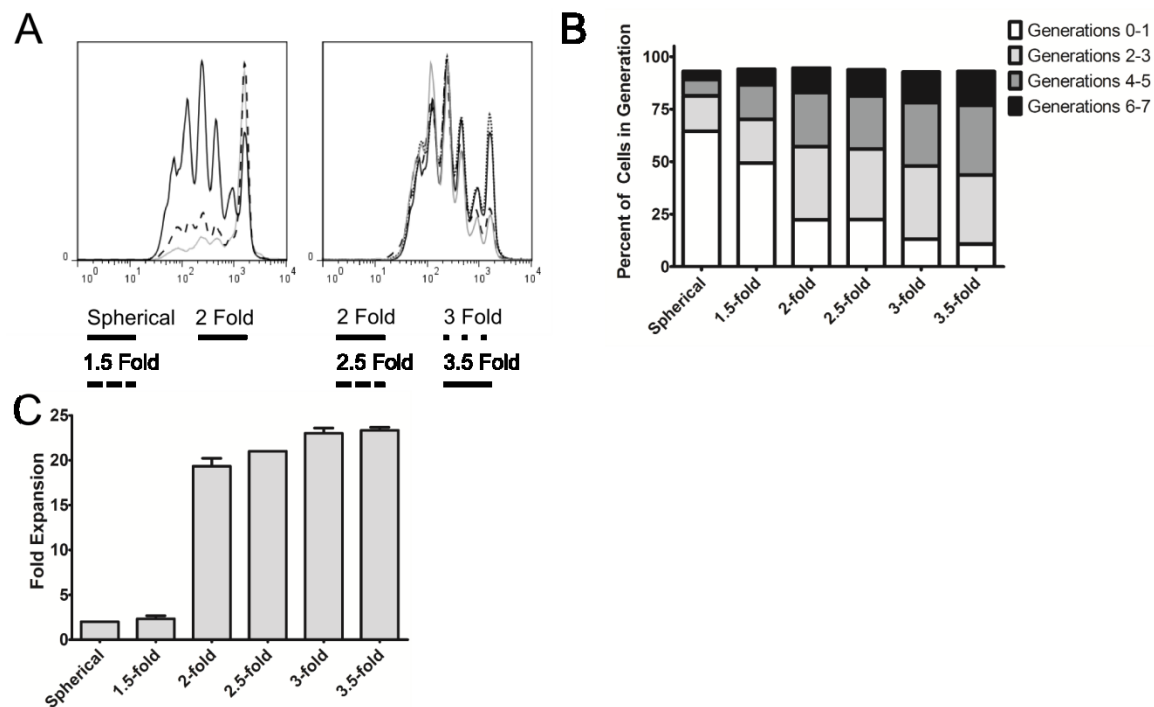 A
0
10^0 10^1 10^2 10^3 10^4
0
10^0 10^1 10^2 10^3 10^4
Spherical 2 Fold
1.5 Fold
2 Fold 3 Fold
2.5 Fold 3.5 Fold
B
Percent of Cells in Generation
100
75
50
25
0
Spherical 1.5-fold 2-fold 2.5-fold 3-fold 3.5-fold
Generations 0-1
Generations 2-3
Generations 4-5
Generations 6-7
C
Fold Expansion
25
20
15
10
5
0
Spherical 1.5-fold 2-fold 2.5-fold 3-fold 3.5-fold